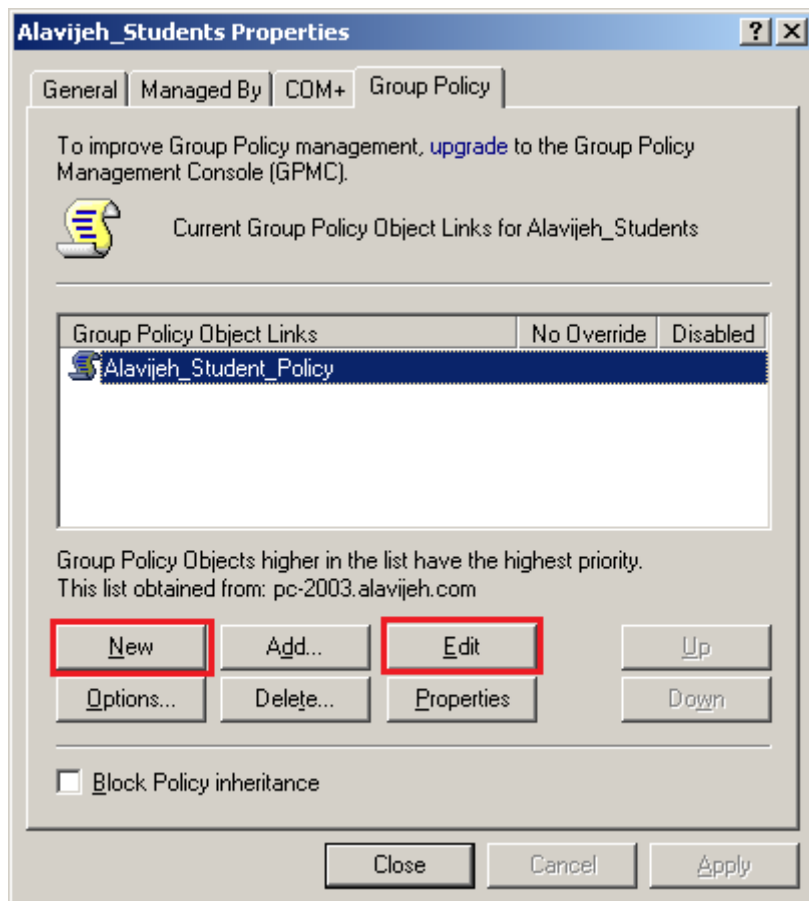 Alavijeh_Students Properties
General Managed By COM+ Group Policy
To improve Group Policy management, upgrade to the Group Policy
Management Console (GPMC).
Current Group Policy Object Links for Alavijeh_Students
Group Policy Object Links No Override Disabled
Alavijeh_Student_Policy
Group Policy Objects higher in the list have the highest priority.
This list obtained from: pc-2003.alavijeh.com
New Add... Edit Up
Options... Delete... Properties Down
Block Policy inheritance
Close Cancel Apply